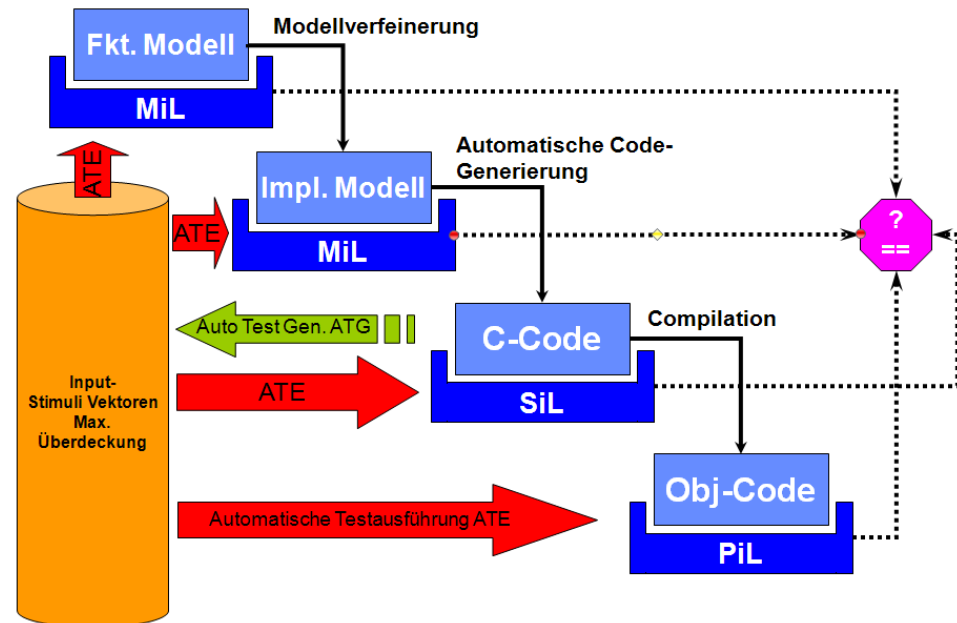 Fkt. Modell
Modellverfeinerung
MiL
ATE
Impl. Modell
Automatische Code-
Generierung
ATE
MiL
?
==
Auto Test Gen. ATG
C-Code
Compilation
Input-
Stimuli Vektoren
Max.
Überdeckung
ATE
SiL
Obj-Code
Automatische Testausführung ATE
PiL